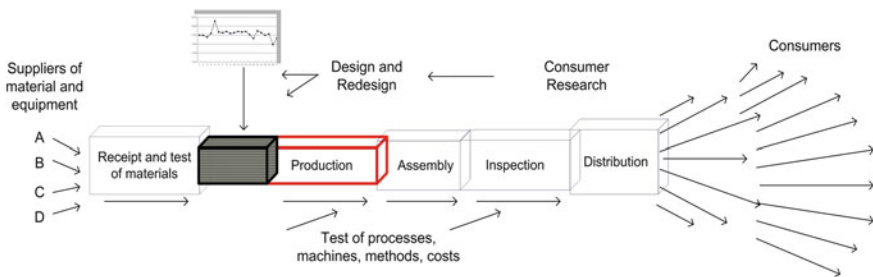 Suppliers of
material and
equipment
A
B
C
D
Design and
Redesign
Consumer
Research
Consumers
Receipt and test
of materials
Production
Assembly
Inspection
Distribution
Test of processes,
machines, methods, costs